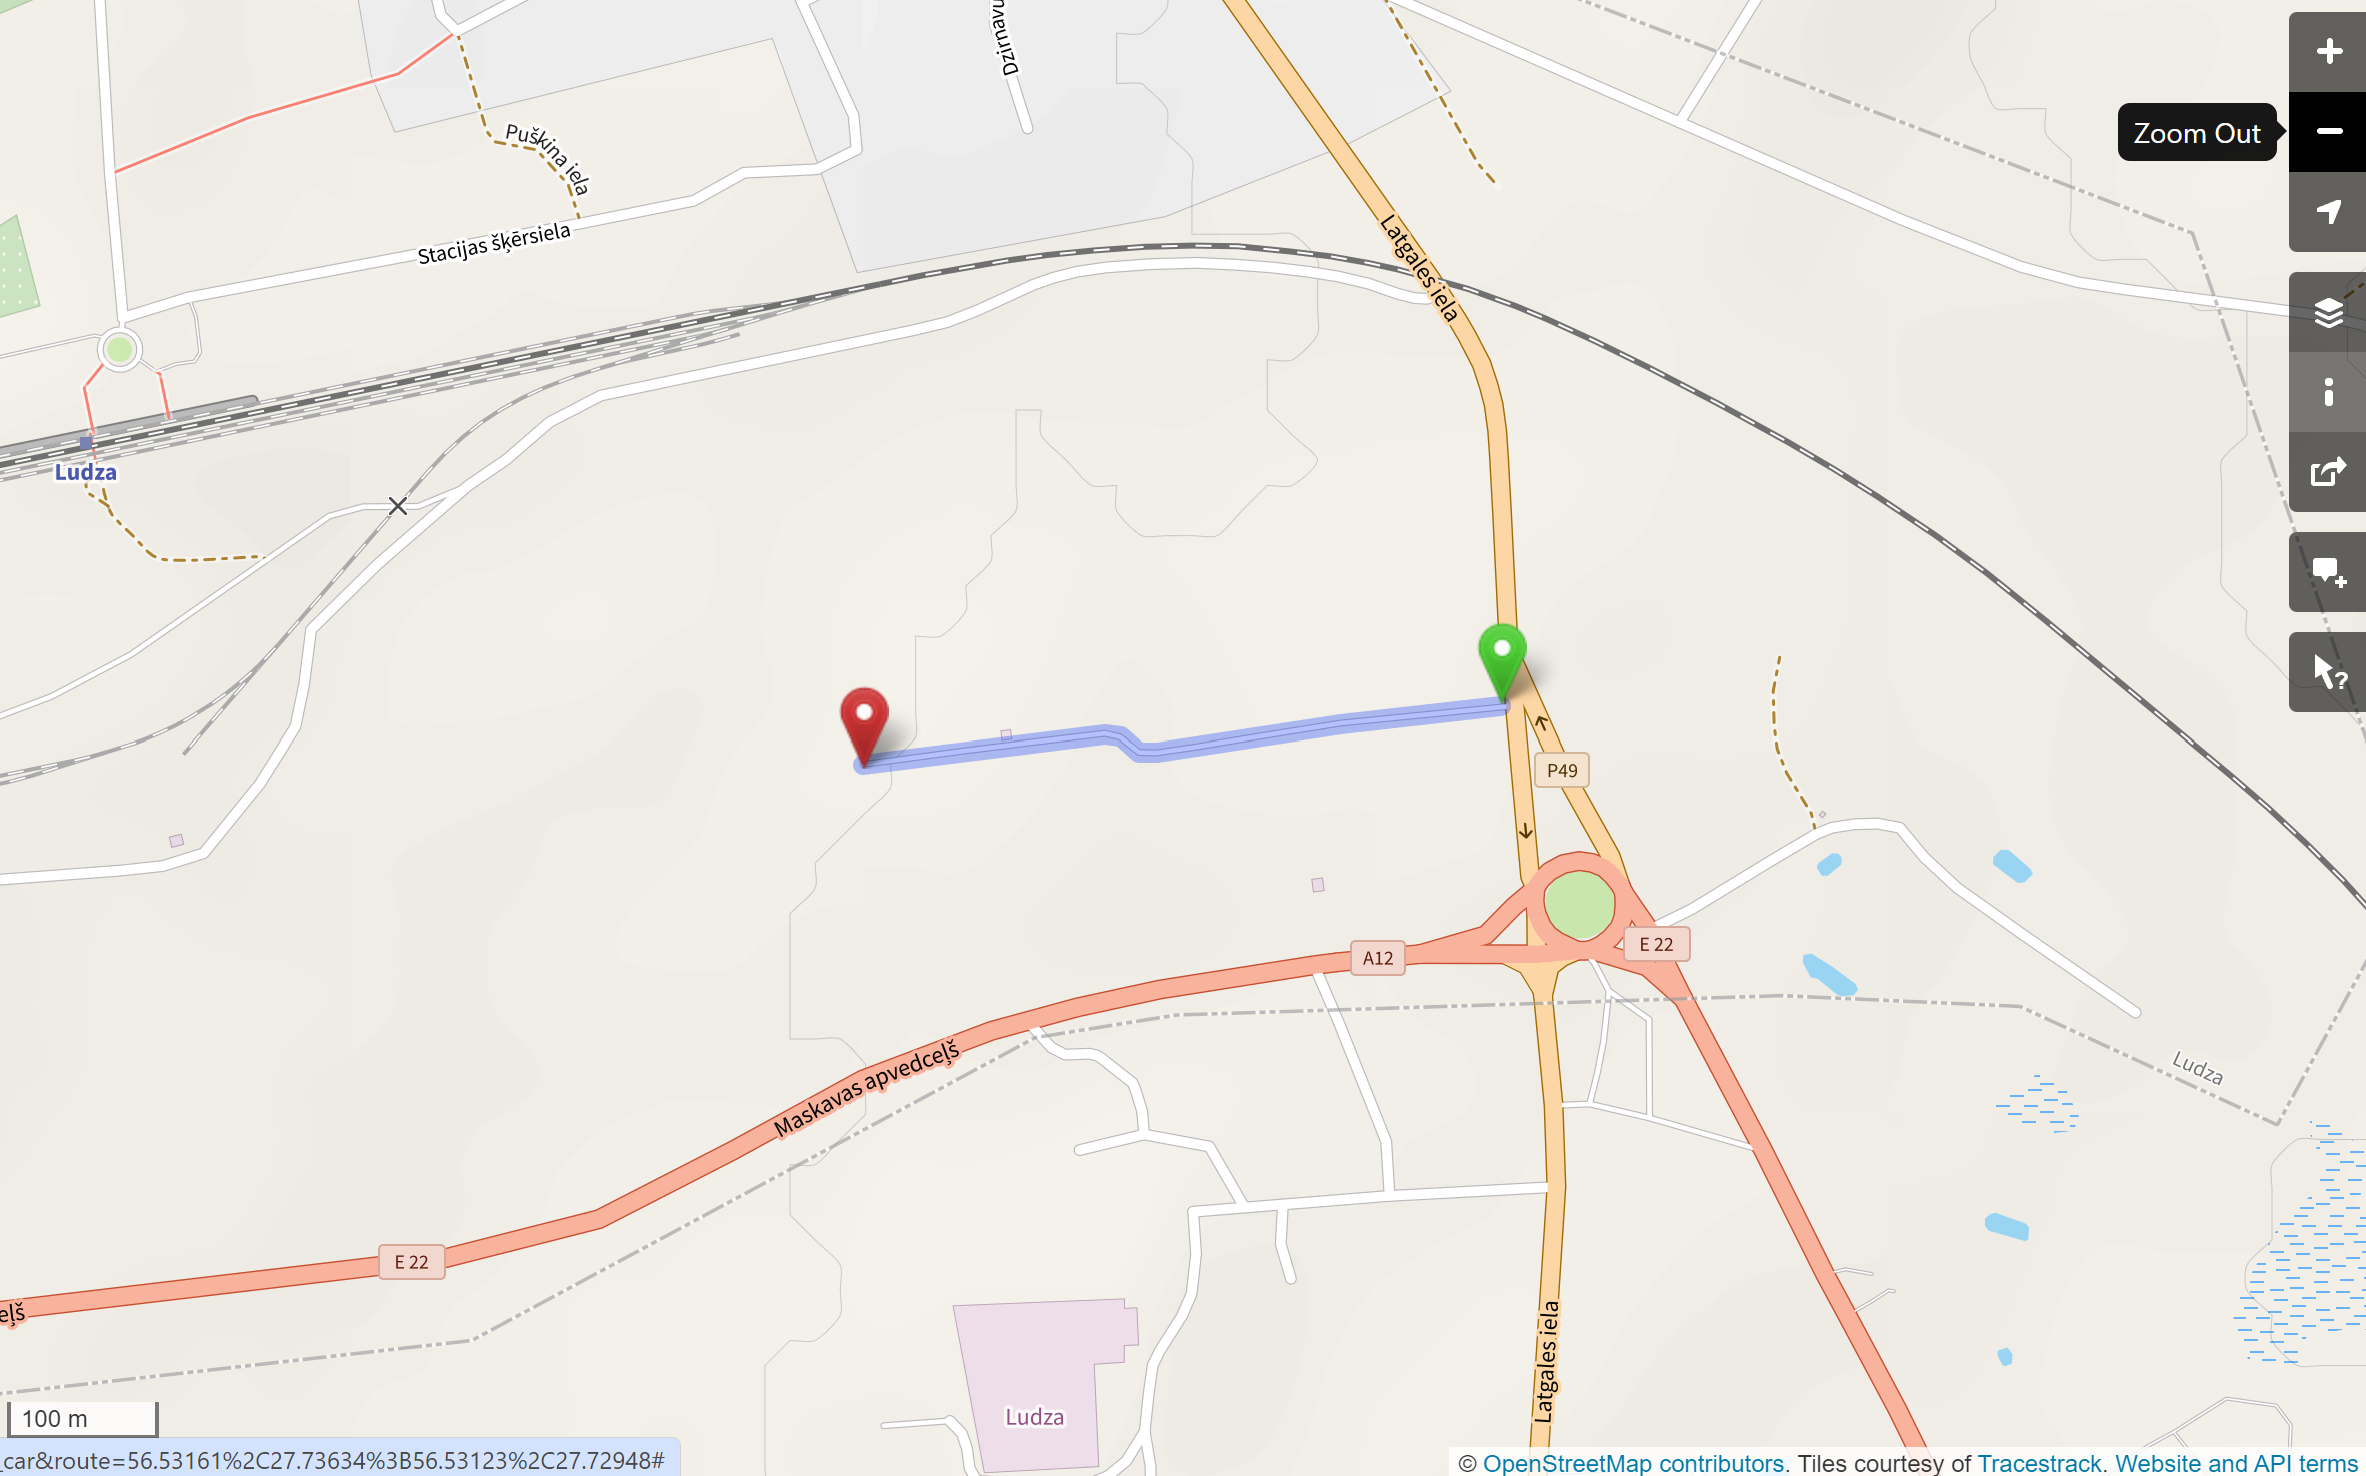 Dzirnavu
Zoom Out
Puškina iela
Stacijas šķērsiela
Latgales iela
Ludza
P49
E 22
A12
Maskavas apvedceļš
Ludza
E 22
Latgales iela
eļš
Ludza
100 m
_car&route=56.53161%2C27.73634%3B56.53123%2C27.72948#
© OpenStreetMap contributors. Tiles courtesy of Tracestrack. Website and API terms